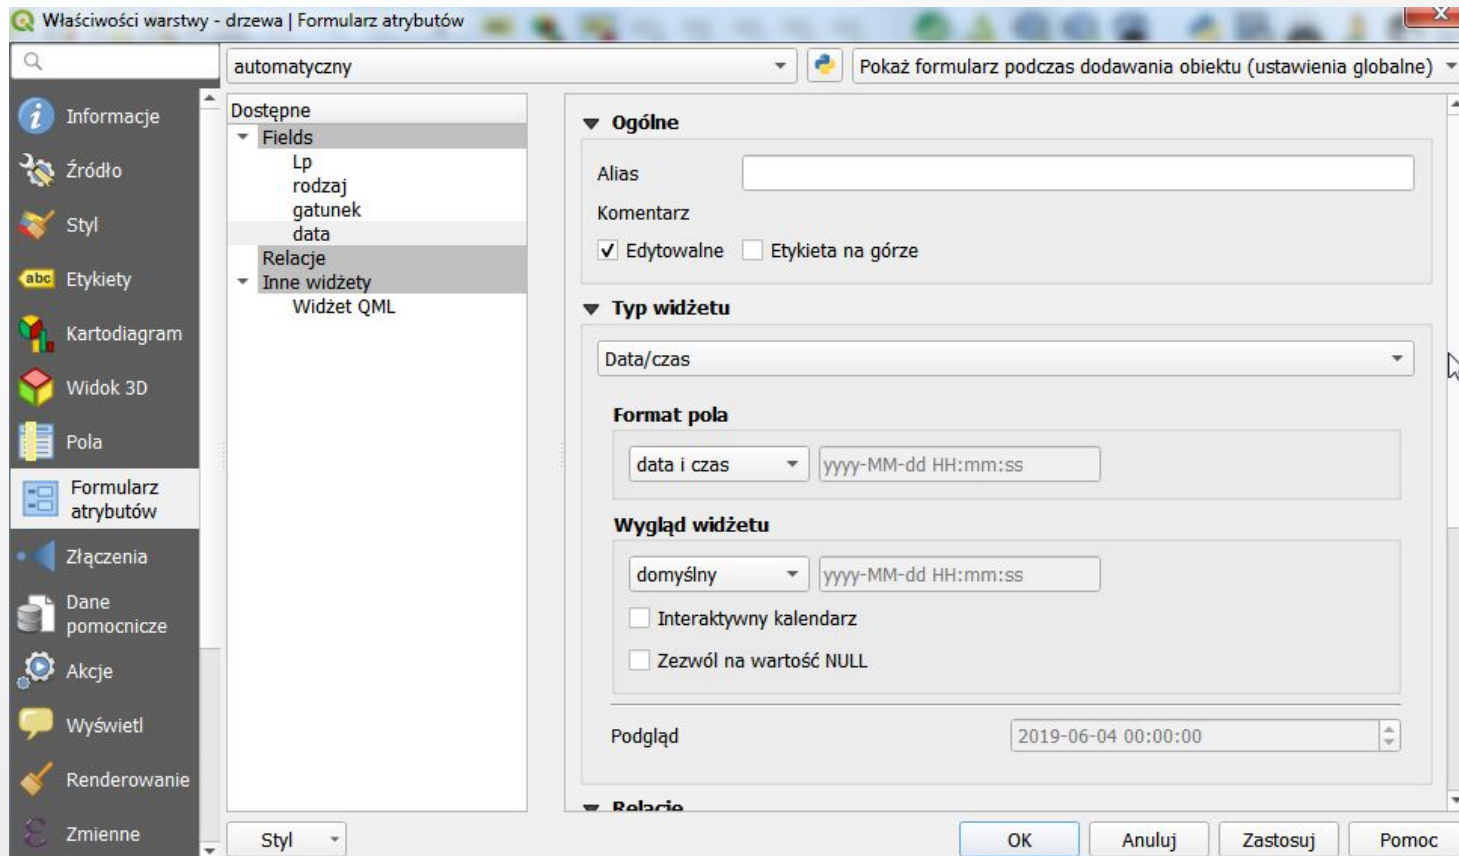 Właściwości warstwy - drzewa | Formularz atrybutów
automatyczny
Pokaż formularz podczas dodawania obiektu (ustawienia globalne)
Informacje
Źródło
Styl
abc Etykiety
Kartodiagram
Widok 3D
Pola
Formularz
atrybutów
Złączenia
Dane
pomocnicze
Akcje
Wyświetl
Renderowanie
Zmienne
Dostępne
Fields
Lp
rodzaj
gatunek
data
Relacje
Inne widżety
Widżet QML
Ogólne
Alias
Komentarz
Edytowalne Etykieta na górze
Typ widżetu
Data/czas
Format pola
data i czas yyyy-MM-dd HH:mm:ss
Wygląd widżetu
domyślny yyyy-MM-dd HH:mm:ss
Interaktywny kalendarz
Zezwól na wartość NULL
Podgląd 2019-06-04 00:00:00
Relacje
Styl
OK Anuluj Zastosuj Pomoc